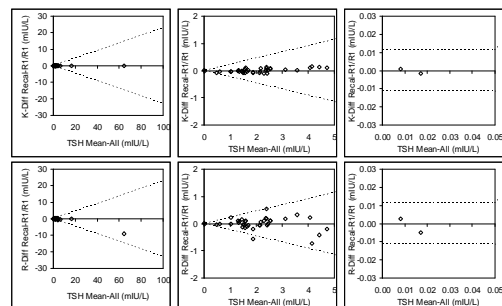 K-Diff Recal-R1/R1 (mIU/L)
30
20
10
0
-10
-20
-30
0 20 40 60 80 100
TSH Mean-All (mIU/L)
K-Diff Recal-R1/R1 (mIU/L)
2
1
0
-1
-2
0 1 2 3 4 5
TSH Mean-All (mIU/L)
K-Diff Recal-R1/R1 (mIU/L)
0.03
0.02
0.01
0.00
-0.01
-0.02
-0.03
0 0.01 0.02 0.03 0.04 0.05
TSH Mean-All (mIU/L)
R-Diff Recal-R1/R1 (mIU/L)
30
20
10
0
-10
-20
-30
0 20 40 60 80 100
TSH Mean-All (mIU/L)
R-Diff Recal-R1/R1 (mIU/L)
2
1
0
-1
-2
0 1 2 3 4 5
TSH Mean-All (mIU/L)
R-Diff Recal-R1/R1 (mIU/L)
0.03
0.02
0.01
0.00
-0.01
-0.02
-0.03
0 0.01 0.02 0.03 0.04 0.05
TSH Mean-All (mIU/L)